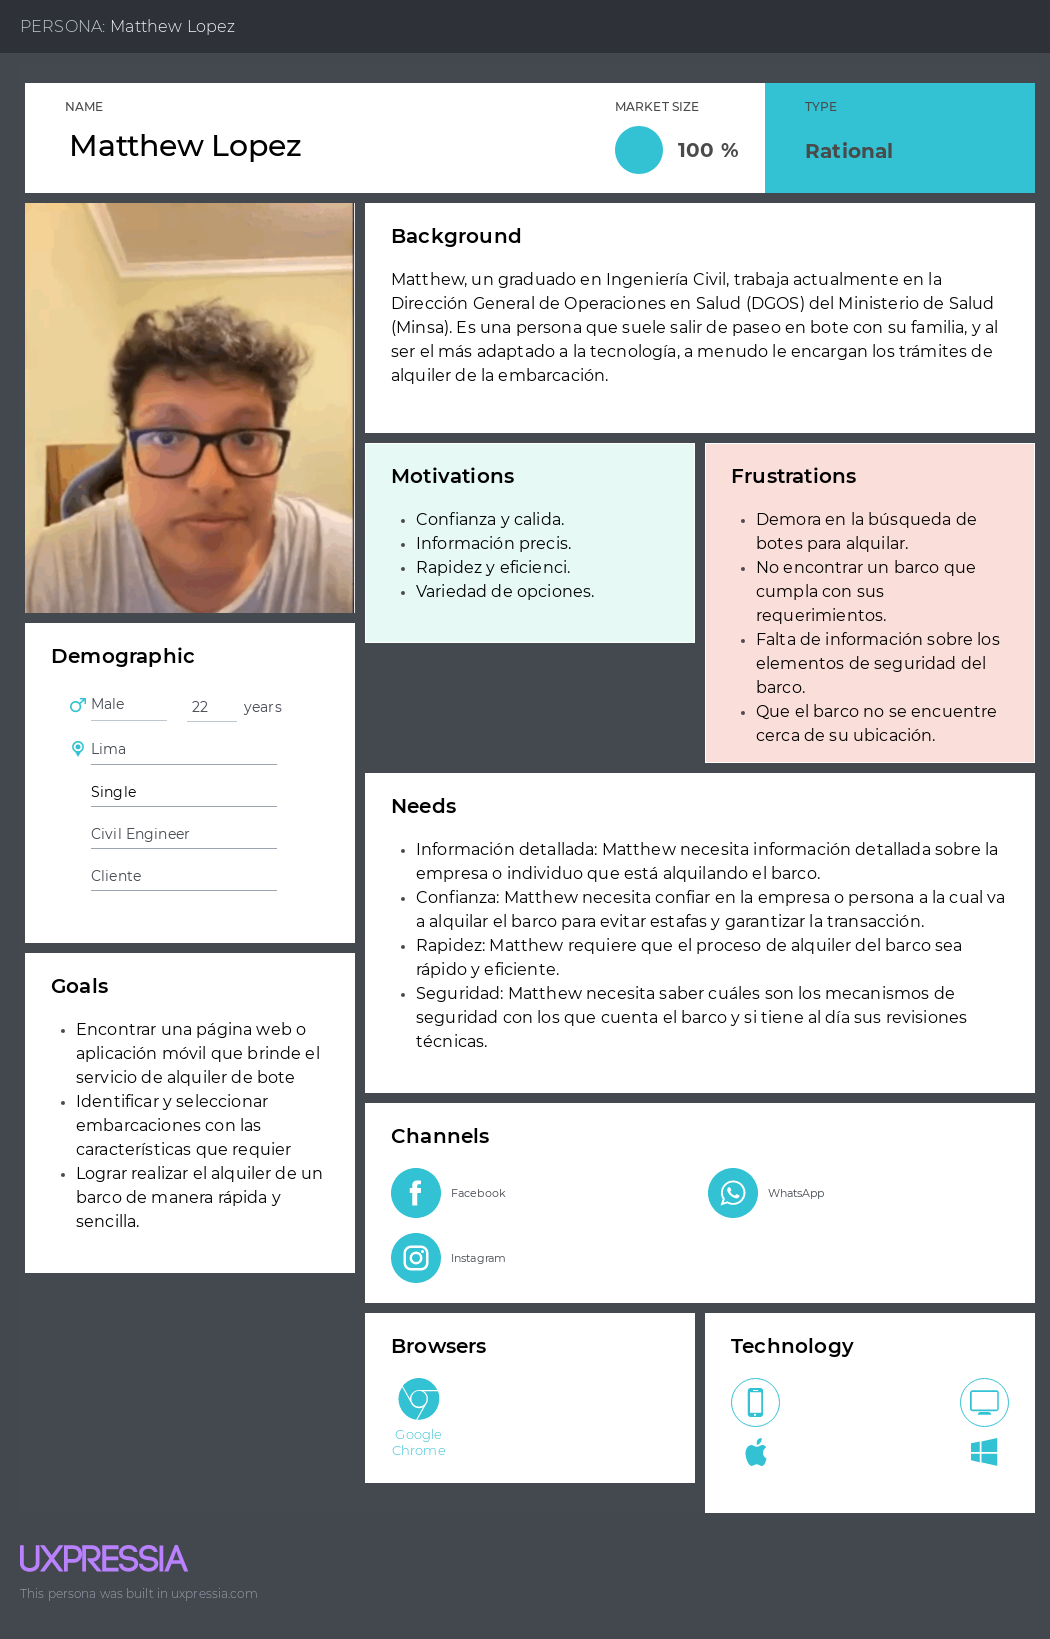 PERSONA: Matthew Lopez
NAME
Matthew Lopez
MARKET SIZE
100 %
TYPE
Rational
Background
Matthew, un graduado en Ingeniería Civil, trabaja actualmente en la
Dirección General de Operaciones en Salud (DGOS) del Ministerio de Salud
(Minsa). Es una persona que suele salir de paseo en bote con su familia, y al
ser el más adaptado a la tecnología, a menudo le encargan los trámites de
alquiler de la embarcación.
Motivations
• Confianza y calida.
• Información precis.
• Rapidez y eficienci.
• Variedad de opciones.
Frustrations
• Demora en la búsqueda de
botes para alquilar.
• No encontrar un barco que
cumpla con sus
requerimientos.
• Falta de información sobre los
elementos de seguridad del
barco.
• Que el barco no se encuentre
cerca de su ubicación.
Demographic
Male
22 years
Lima
Single
Civil Engineer
Cliente
Needs
• Información detallada: Matthew necesita información detallada sobre la
empresa o individuo que está alquilando el barco.
• Confianza: Matthew necesita confiar en la empresa o persona a la cual va
a alquilar el barco para evitar estafas y garantizar la transacción.
• Rapidez: Matthew requiere que el proceso de alquiler del barco sea
rápido y eficiente.
• Seguridad: Matthew necesita saber cuáles son los mecanismos de
seguridad con los que cuenta el barco y si tiene al día sus revisiones
técnicas.
Goals
• Encontrar una página web o
aplicación móvil que brinde el
servicio de alquiler de bote
• Identificar y seleccionar
embarcaciones con las
características que requier
• Lograr realizar el alquiler de un
barco de manera rápida y
sencilla.
Channels
Facebook
WhatsApp
Instagram
Browsers
Google
Chrome
Technology
UXPRESSIA
This persona was built in uxpressia.com